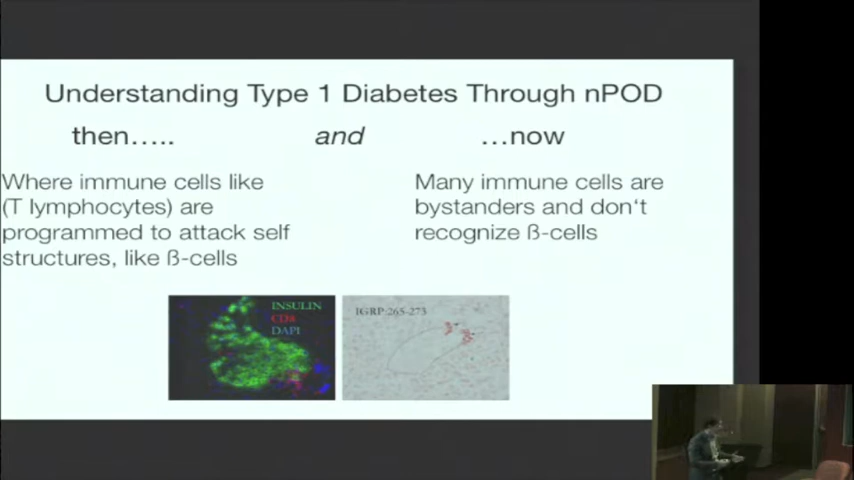 Understanding Type 1 Diabetes Through nPOD
then….. and …now
Where immune cells like
(T lymphocytes) are
programmed to attack self
structures, like ß-cells
Many immune cells are
bystanders and don't
recognize ß-cells
INSULIN
CD8
DAPI
IGRP:265-273